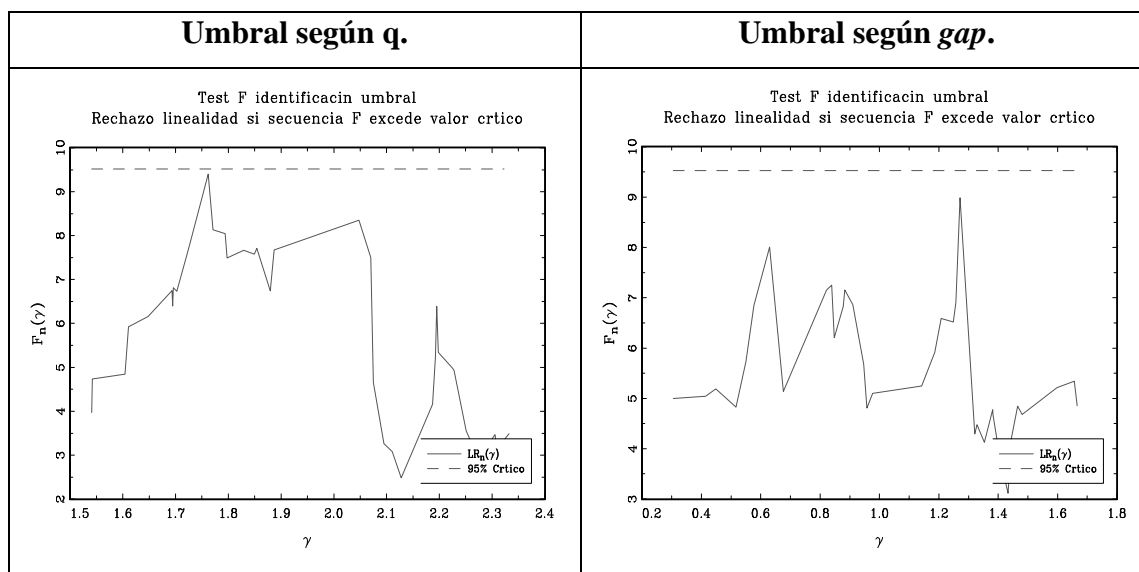 Umbral según q.
Umbral según gap.
Test F identificacin umbral
Rechazo linealidad si secuencia F excede valor crtico
10
9
8
7
6
5
4
3
2
Fₙ(γ)
LRₙ(γ)
95% Crtico
1.5 1.6 1.7 1.8 1.9 2.0 2.1 2.2 2.3 2.4
γ
Test F identificacin umbral
Rechazo linealidad si secuencia F excede valor crtico
10
9
8
7
6
5
4
3
Fₙ(γ)
LRₙ(γ)
95% Crtico
0.2 0.4 0.6 0.8 1.0 1.2 1.4 1.6 1.8
γ